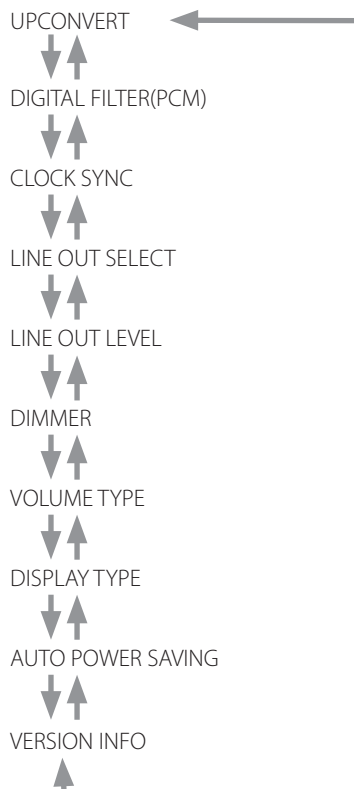 UPCONVERT
DIGITAL FILTER(PCM)
CLOCK SYNC
LINE OUT SELECT
LINE OUT LEVEL
DIMMER
VOLUME TYPE
DISPLAY TYPE
AUTO POWER SAVING
VERSION INFO